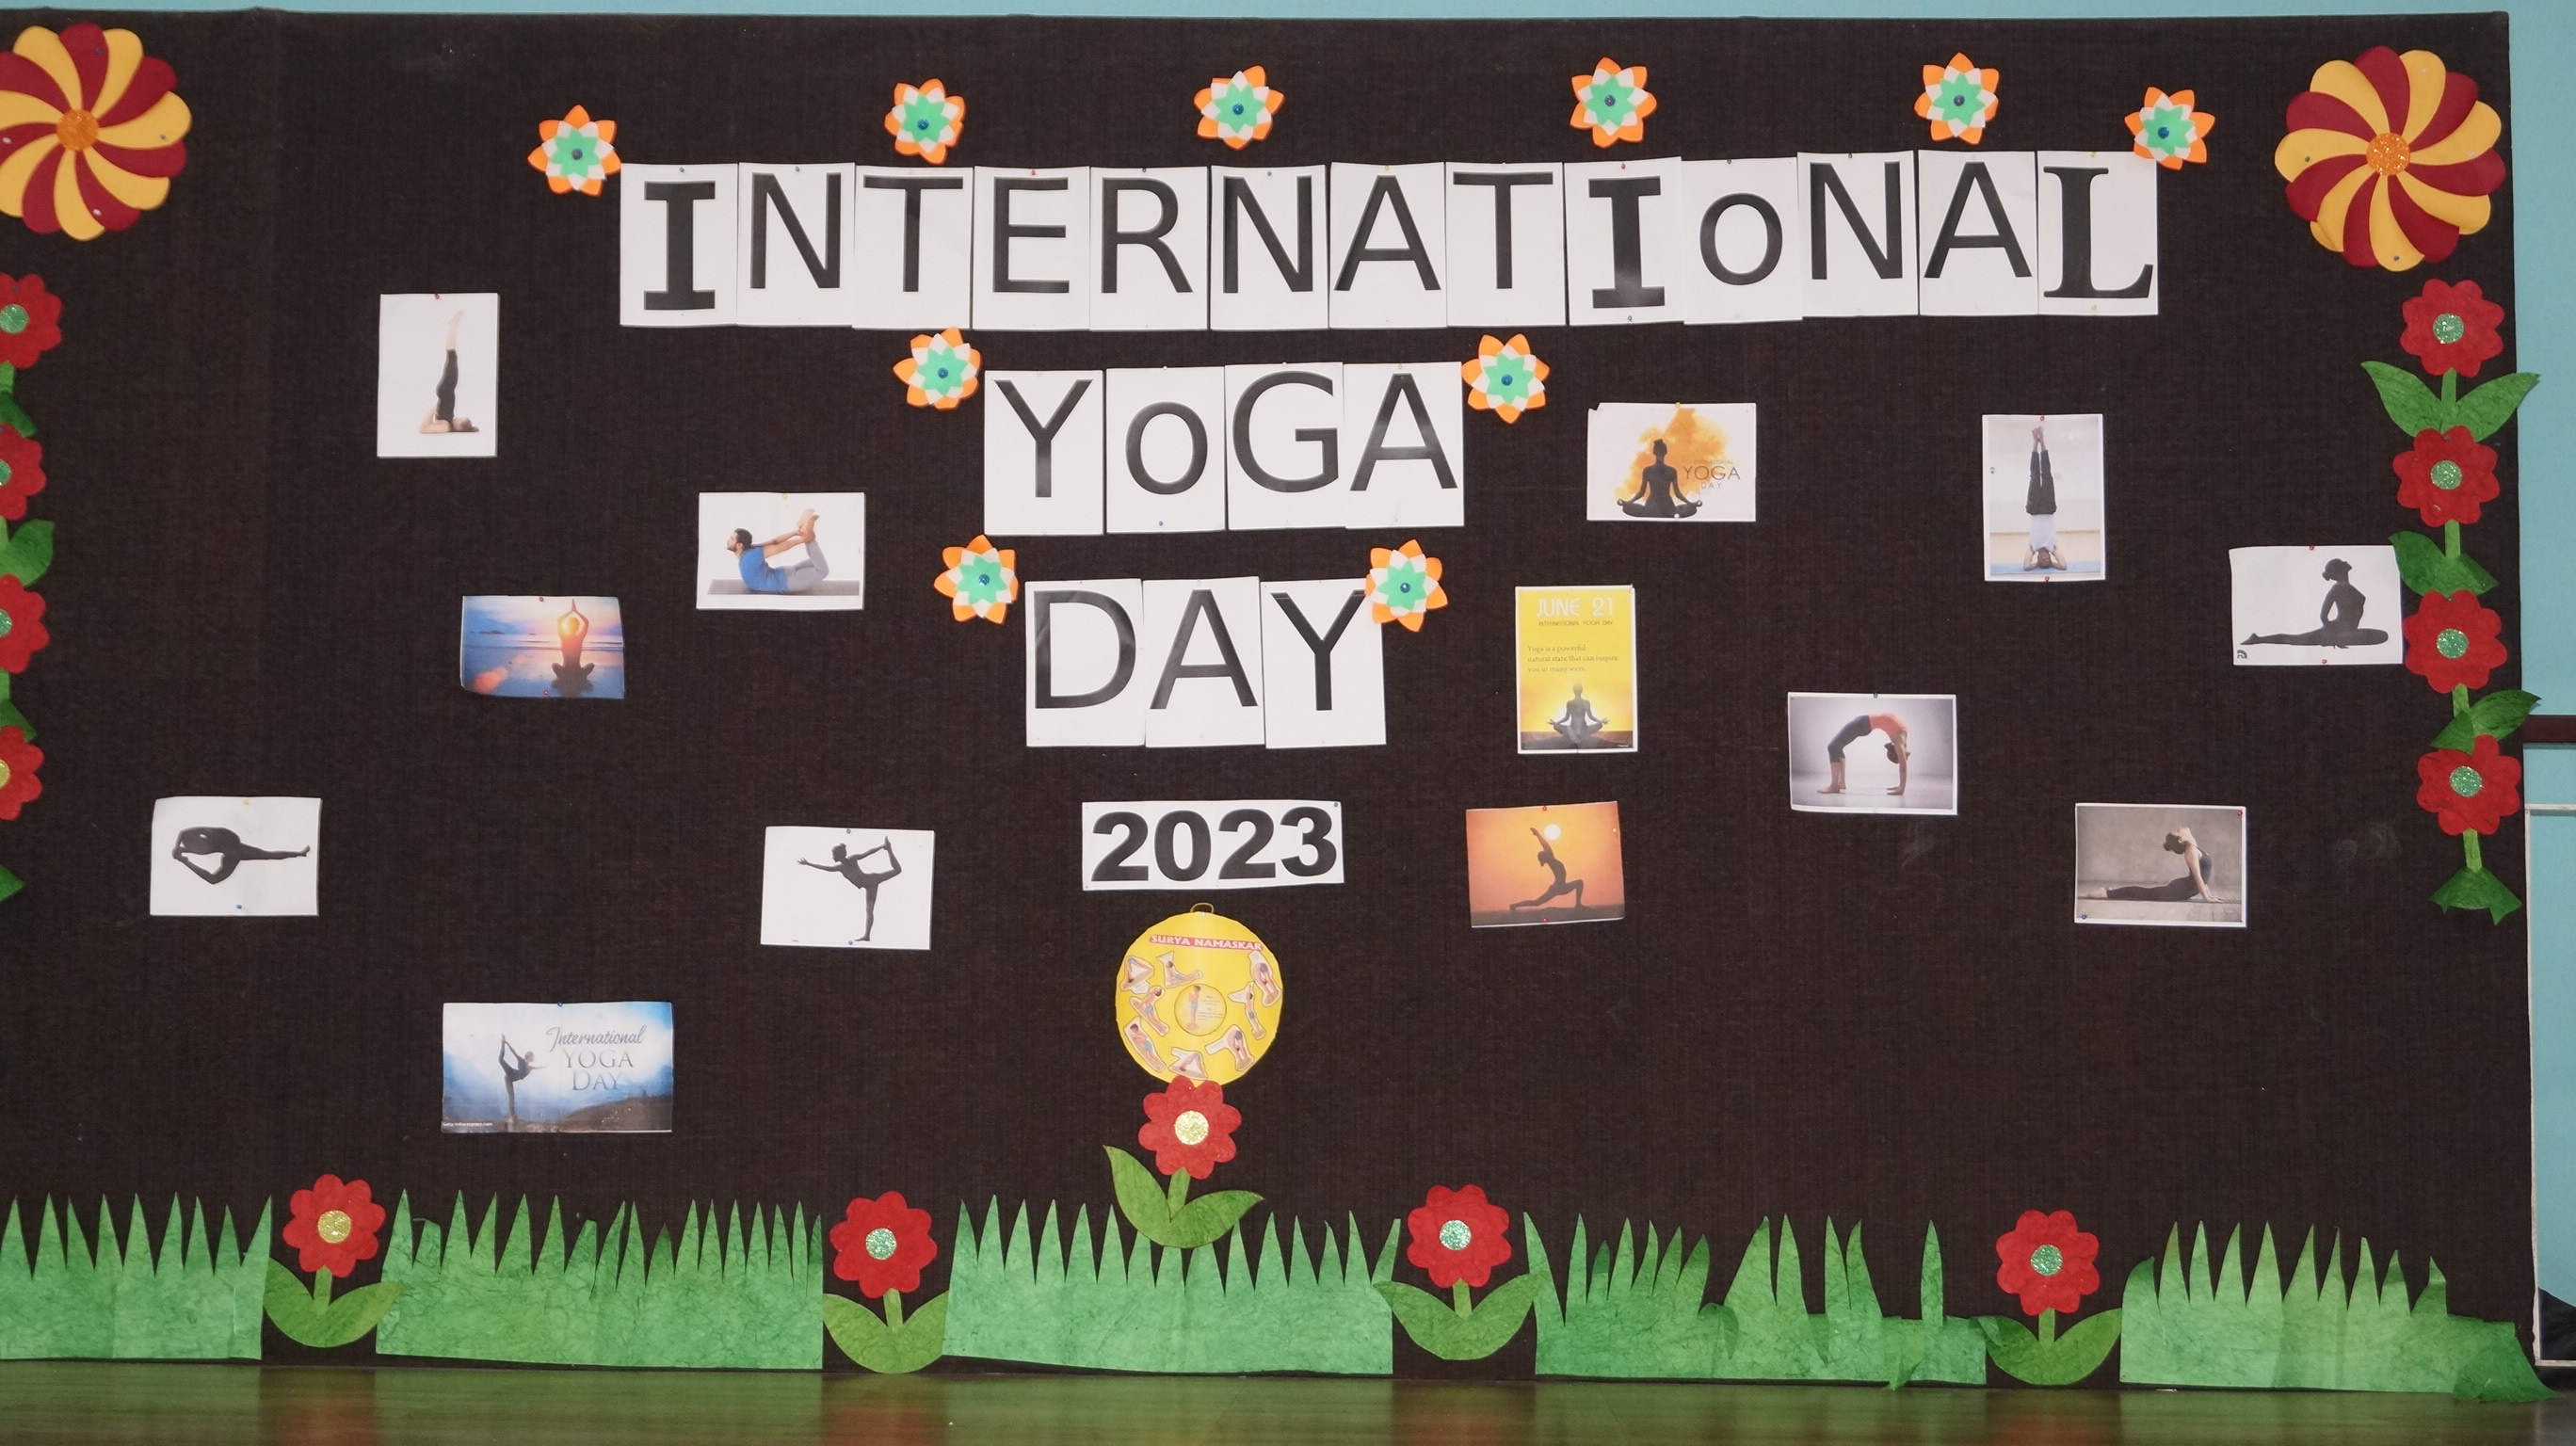 INTERNATIoNAL
YoGA
DAY
2023
YOGA
DAY
JUNE 21
INTERNATIONAL YOGA DAY
Yoga is a powerful
natural state that can inspire
you in many ways.
SURYA NAMASKAR
International
YOGA
DAY